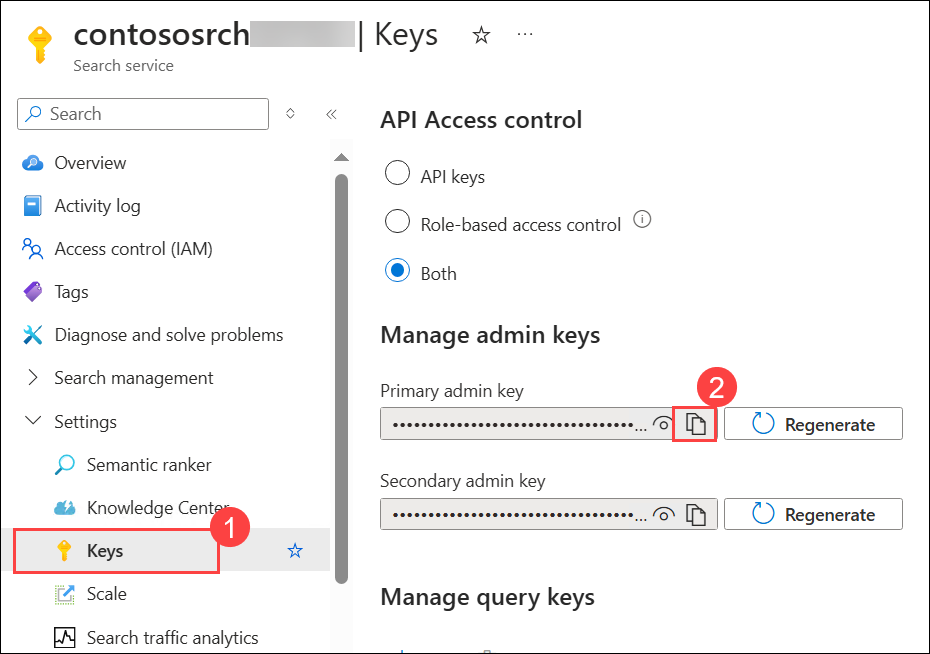 contososrch | Keys ...
Search service
Search
API Access control
API keys
Role-based access control
Both
Overview
Activity log
Access control (IAM)
Tags
Diagnose and solve problems
Search management
Settings
Semantic ranker
Knowledge Center
1
Keys
Scale
Search traffic analytics
Manage admin keys
Primary admin key
2
•••••••••••••••••••••••••••••••••...
Regenerate
Secondary admin key
•••••••••••••••••••••••••••••••••...
Regenerate
Manage query keys